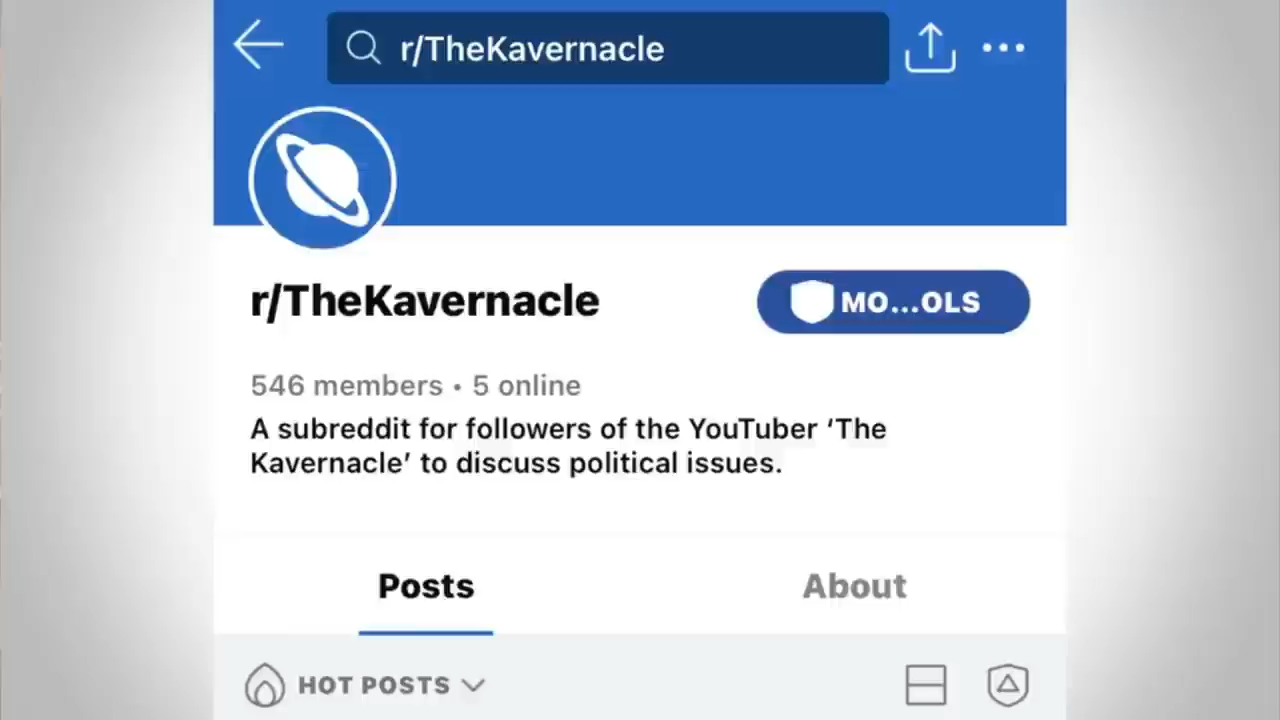 r/TheKavernacle
r/TheKavernacle
MO...OLS
546 members • 5 online
A subreddit for followers of the YouTuber ‘The
Kavernacle’ to discuss political issues.
Posts
About
HOT POSTS